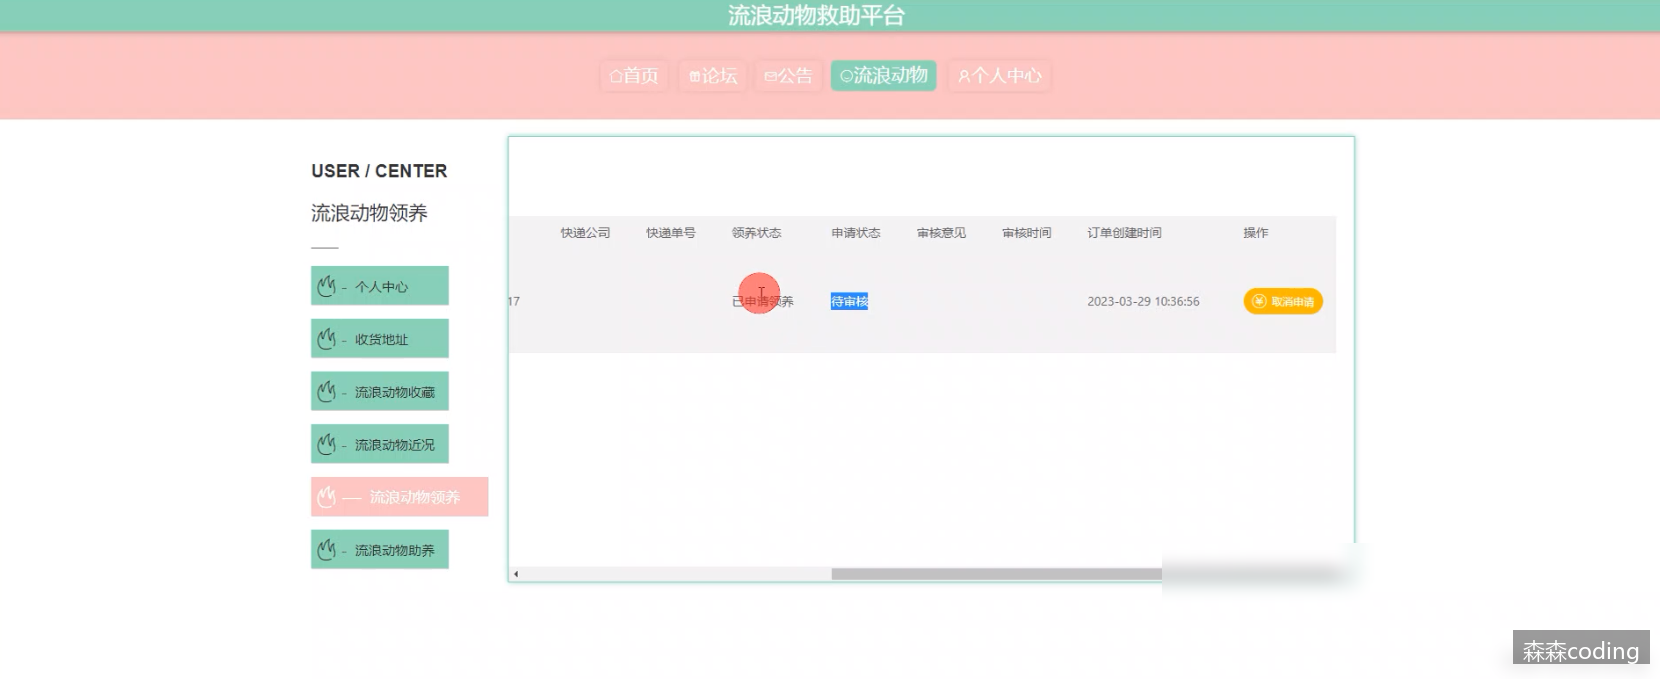 流浪动物救助平台
首页 论坛 公告 流浪动物 个人中心
USER / CENTER
流浪动物领养
- 个人中心
- 收货地址
- 流浪动物收藏
- 流浪动物近况
— 流浪动物领养
- 流浪动物助养
快递公司 快递单号 领养状态 申请状态 审核意见 审核时间 订单创建时间 操作
17 已申请领养 待审核 2023-03-29 10:36:56 取消申请
森森coding